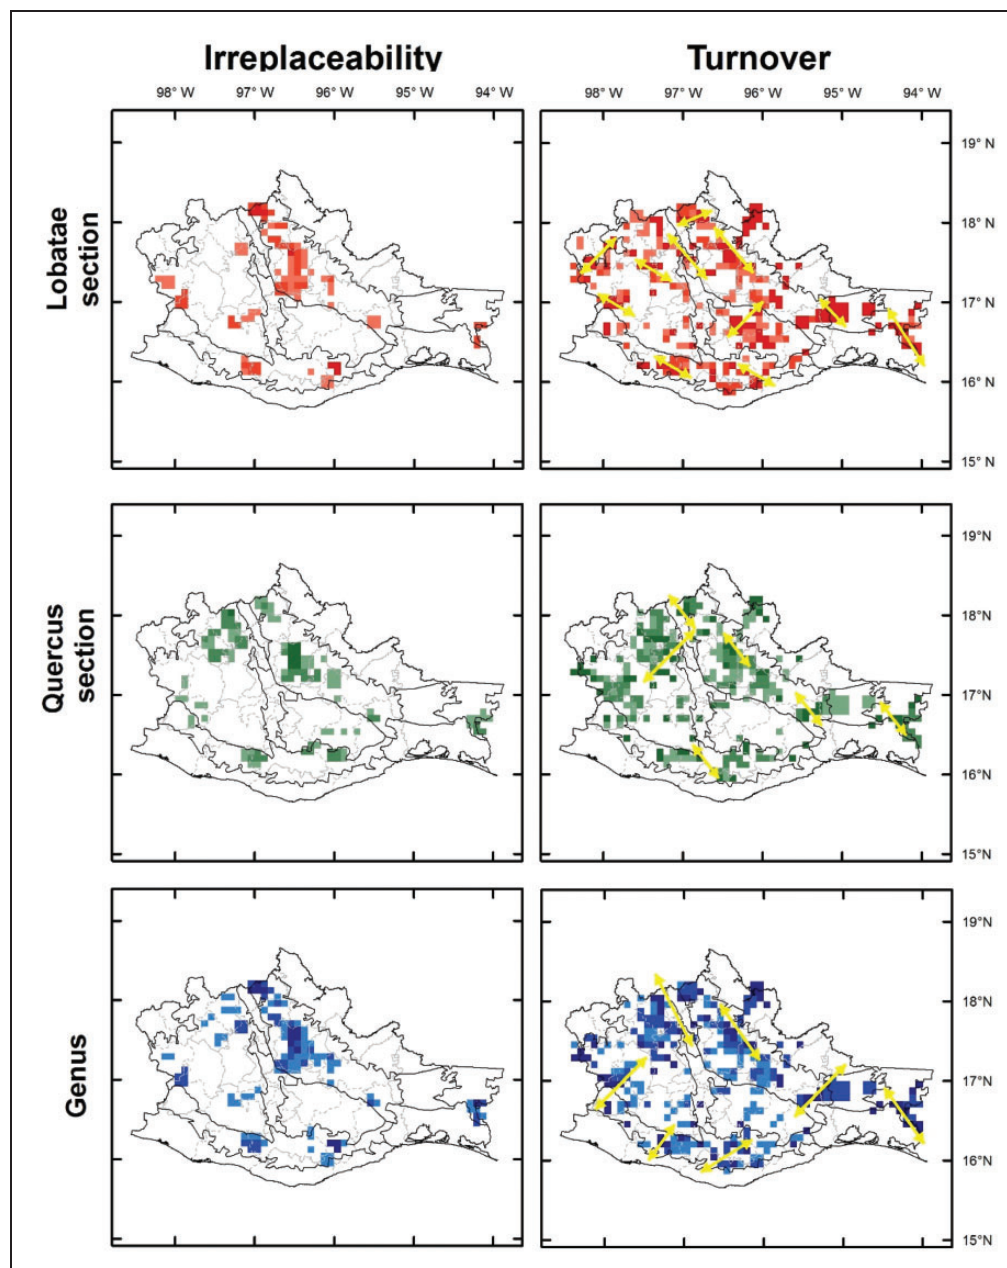 Irreplaceability
Turnover
98° W 97° W 96° W 95° W 94° W
98° W 97° W 96° W 95° W 94° W
Lobatae
section
19° N
18° N
17° N
16° N
15° N
Quercus
section
19° N
18° N
17° N
16° N
15°N
Genus
19°N
18°N
17°N
16°N
15°N